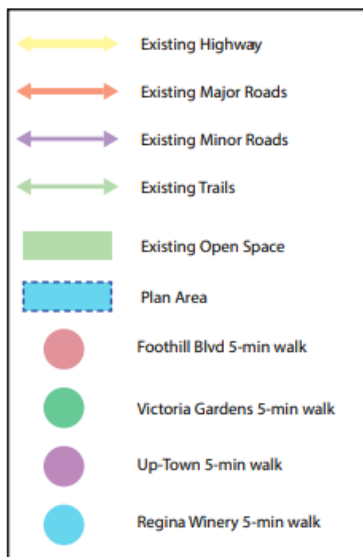 Existing Highway
Existing Major Roads
Existing Minor Roads
Existing Trails
Existing Open Space
Plan Area
Foothill Blvd 5-min walk
Victoria Gardens 5-min walk
Up-Town 5-min walk
Regina Winery 5-min walk